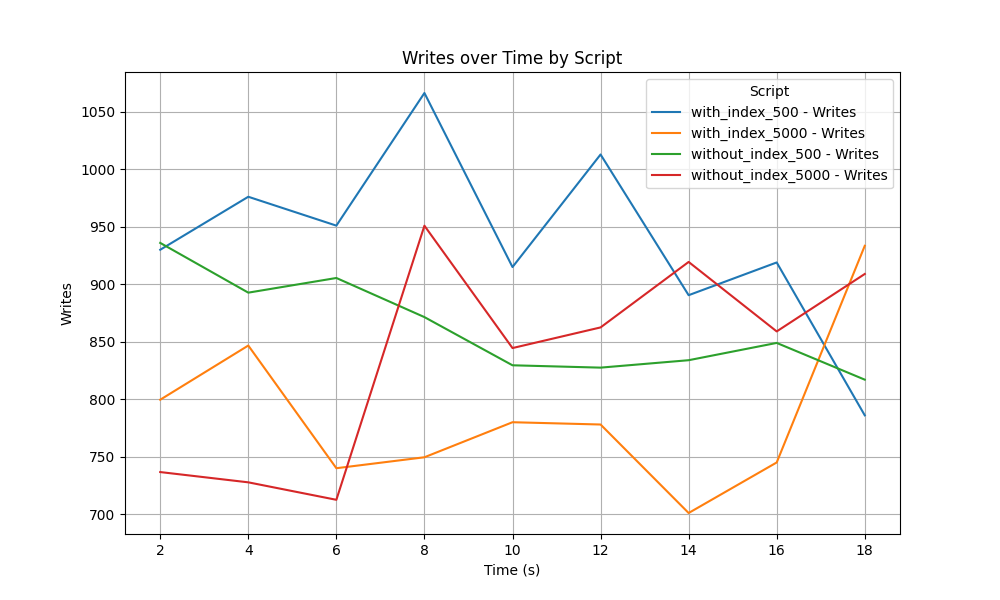 Writes over Time by Script
Script
with_index_500 - Writes
with_index_5000 - Writes
without_index_500 - Writes
without_index_5000 - Writes
Writes
1050
1000
950
900
850
800
750
700
2 4 6 8 10 12 14 16 18
Time (s)